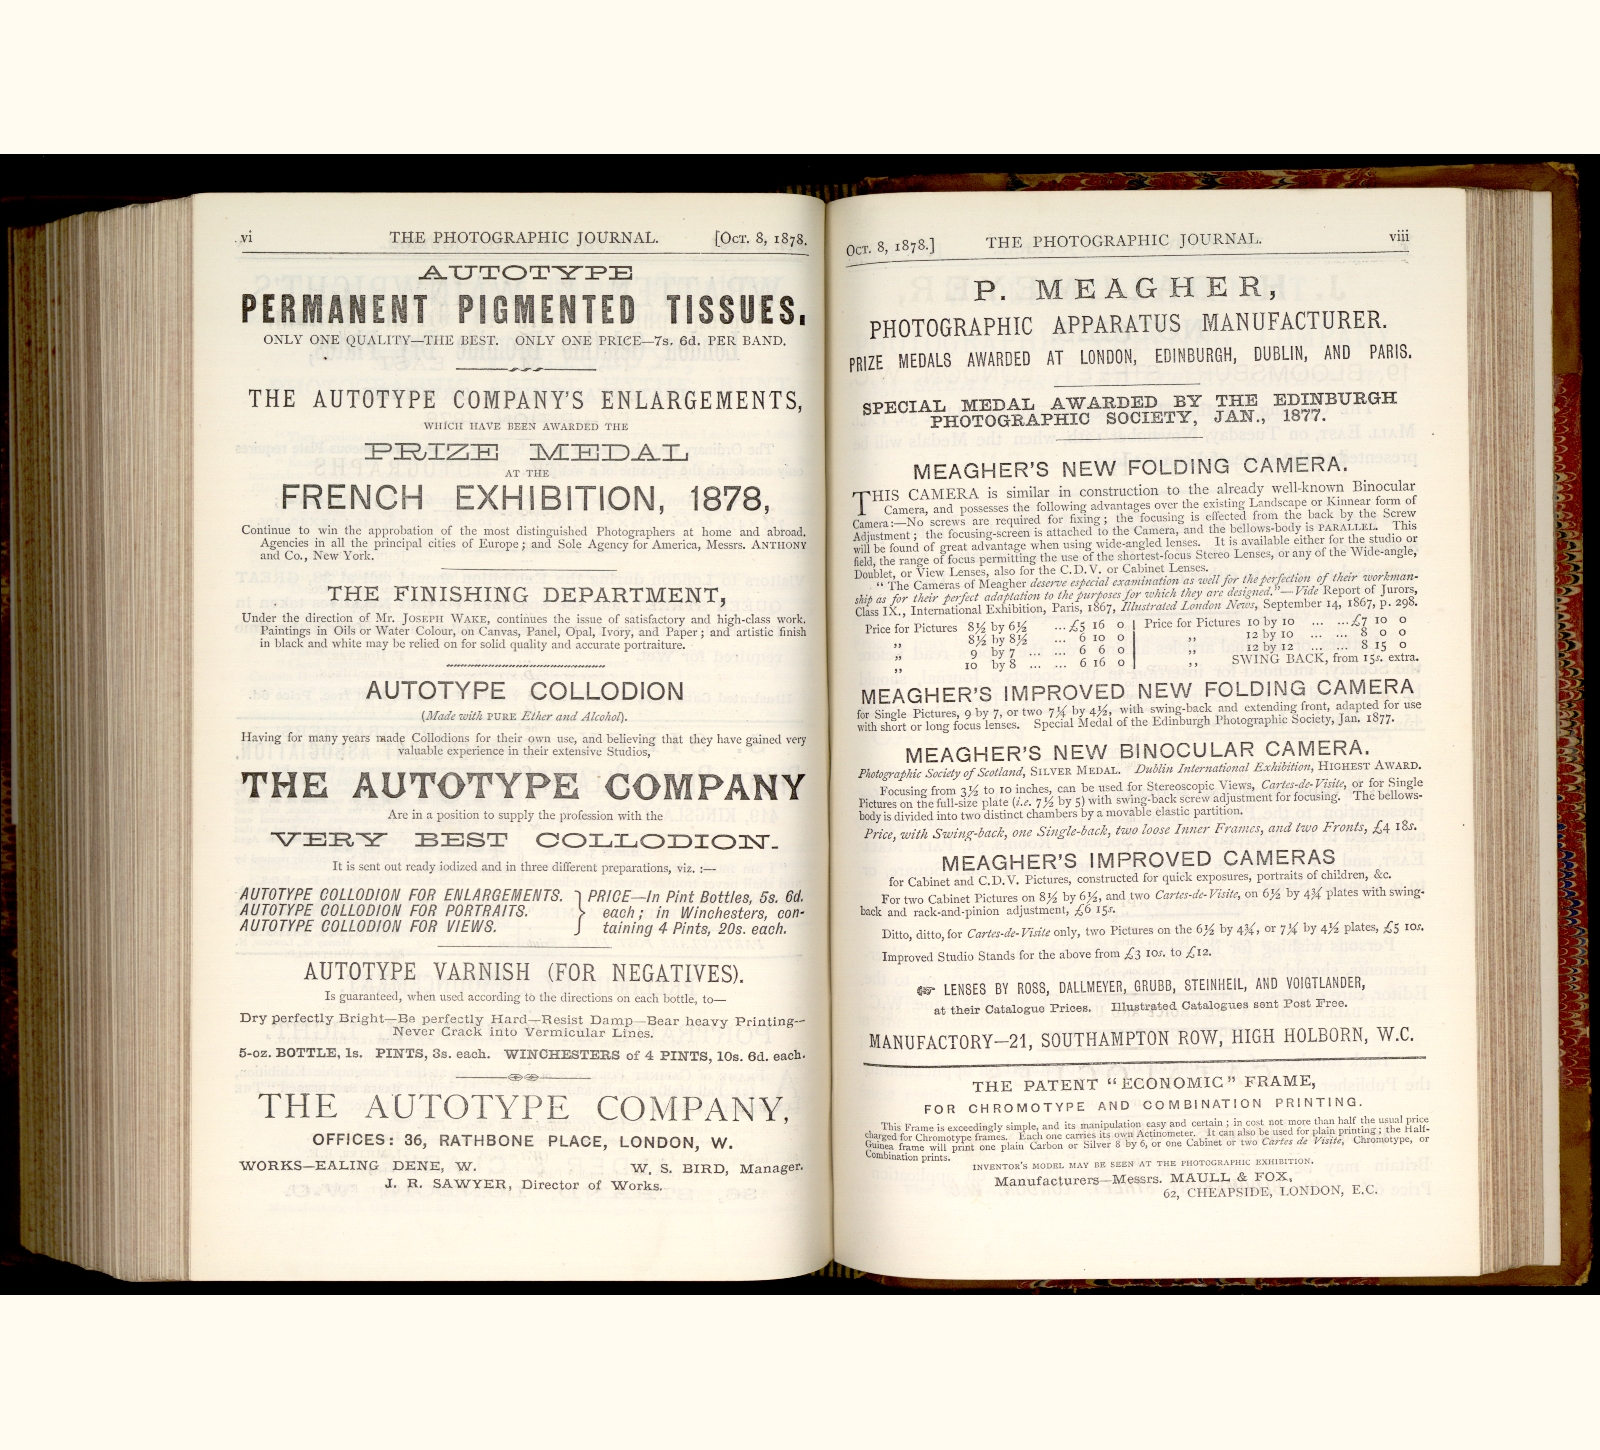 vi THE PHOTOGRAPHIC JOURNAL. [Oct. 8, 1878.
AUTOTYPE
PERMANENT PIGMENTED TISSUES.
ONLY ONE QUALITY—THE BEST. ONLY ONE PRICE—7s. 6d. PER BAND.
THE AUTOTYPE COMPANY'S ENLARGEMENTS,
WHICH HAVE BEEN AWARDED THE
PRIZE MEDAL
AT THE
FRENCH EXHIBITION, 1878,
Continue to win the approbation of the most distinguished Photographers at home and abroad.
Agencies in all the principal cities of Europe; and Sole Agency for America, Messrs. ANTHONY
and Co., New York.
THE FINISHING DEPARTMENT,
Under the direction of Mr. JOSEPH WAKE, continues the issue of satisfactory and high-class work.
Paintings in Oils or Water Colour, on Canvas, Panel, Opal, Ivory, and Paper; and artistic finish
in black and white may be relied on for solid quality and accurate portraiture.
AUTOTYPE COLLODION
(Made with PURE Ether and Alcohol).
Having for many years made Collodions for their own use, and believing that they have gained very
valuable experience in their extensive Studios,
THE AUTOTYPE COMPANY
Are in a position to supply the profession with the
VERY BEST COLLODION.
It is sent out ready iodized and in three different preparations, viz. :—
AUTOTYPE COLLODION FOR ENLARGEMENTS. } PRICE—In Pint Bottles, 5s. 6d.
AUTOTYPE COLLODION FOR PORTRAITS. each; in Winchesters, con-
AUTOTYPE COLLODION FOR VIEWS. taining 4 Pints, 20s. each.
AUTOTYPE VARNISH (FOR NEGATIVES).
Is guaranteed, when used according to the directions on each bottle, to—
Dry perfectly Bright—Be perfectly Hard—Resist Damp—Bear heavy Printing—
Never Crack into Vermicular Lines.
5-oz. BOTTLE, 1s. PINTS, 3s. each. WINCHESTERS of 4 PINTS, 10s. 6d. each.
THE AUTOTYPE COMPANY,
OFFICES: 36, RATHBONE PLACE, LONDON, W.
WORKS—EALING DENE, W. W. S. BIRD, Manager.
J. R. SAWYER, Director of Works.
Oct. 8, 1878.] THE PHOTOGRAPHIC JOURNAL. viii
P. MEAGHER,
PHOTOGRAPHIC APPARATUS MANUFACTURER.
PRIZE MEDALS AWARDED AT LONDON, EDINBURGH, DUBLIN, AND PARIS.
SPECIAL MEDAL AWARDED BY THE EDINBURGH
PHOTOGRAPHIC SOCIETY, JAN., 1877.
MEAGHER'S NEW FOLDING CAMERA.
THIS CAMERA is similar in construction to the already well-known Binocular
Camera, and possesses the following advantages over the existing Landscape or Kinnear form of
Camera:—No screws are required for fixing; the focusing is effected from the back by the Screw
Adjustment; the focusing-screen is attached to the Camera, and the bellows-body is PARALLEL. This
will be found of great advantage when using wide-angled lenses. It is available either for the studio or
field, the range of focus permitting the use of the shortest-focus Stereo Lenses, or any of the Wide-angle,
Doublet, or View Lenses, also for the C.D.V. or Cabinet Lenses.
" The Cameras of Meagher deserve especial examination as well for the perfection of their workman-
ship as for their perfect adaptation to the purposes for which they are designed."—Vide Report of Jurors,
Class IX., International Exhibition, Paris, 1867, Illustrated London News, September 14, 1867, p. 298.
Price for Pictures 8½ by 6½ ... £5 16 0 | Price for Pictures 10 by 10 ... ... £7 10 0
,, 8½ by 8½ ... 6 10 0 ,, 12 by 10 ... ... 8 0 0
,, 9 by 7 ... ... 6 6 0 ,, 12 by 12 ... ... 8 15 0
,, 10 by 8 ... ... 6 16 0 ,, SWING BACK, from 15s. extra.
MEAGHER'S IMPROVED NEW FOLDING CAMERA
for Single Pictures, 9 by 7, or two 7¼ by 4½, with swing-back and extending front, adapted for use
with short or long focus lenses. Special Medal of the Edinburgh Photographic Society, Jan. 1877.
MEAGHER'S NEW BINOCULAR CAMERA.
Photographic Society of Scotland, SILVER MEDAL. Dublin International Exhibition, HIGHEST AWARD.
Focusing from 3½ to 10 inches, can be used for Stereoscopic Views, Cartes-de-Visite, or for Single
Pictures on the full-size plate (i.e. 7½ by 5) with swing-back screw adjustment for focusing. The bellows-
body is divided into two distinct chambers by a movable elastic partition.
Price, with Swing-back, one Single-back, two loose Inner Frames, and two Fronts, £4 18s.
MEAGHER'S IMPROVED CAMERAS
for Cabinet and C.D.V. Pictures, constructed for quick exposures, portraits of children, &c.
For two Cabinet Pictures on 8½ by 6½, and two Cartes-de-Visite, on 6½ by 4¾ plates with swing-
back and rack-and-pinion adjustment, £6 15s.
Ditto, ditto, for Cartes-de-Visite only, two Pictures on the 6½ by 4¾, or 7¼ by 4½ plates, £5 10s.
Improved Studio Stands for the above from £3 10s. to £12.
☞ LENSES BY ROSS, DALLMEYER, GRUBB, STEINHEIL, AND VOIGTLANDER,
at their Catalogue Prices. Illustrated Catalogues sent Post Free.
MANUFACTORY—21, SOUTHAMPTON ROW, HIGH HOLBORN, W.C.
THE PATENT "ECONOMIC" FRAME,
FOR CHROMOTYPE AND COMBINATION PRINTING.
This Frame is exceedingly simple, and its manipulation easy and certain; in cost not more than half the usual price
charged for Chromotype frames. Each one carries its own Actinometer. It can also be used for plain printing; the Half-
Guinea frame will print one plain Carbon or Silver 8 by 6, or one Cabinet or two Cartes de Visite, Chromotype, or
Combination prints.
INVENTOR'S MODEL MAY BE SEEN AT THE PHOTOGRAPHIC EXHIBITION.
Manufacturers—Messrs. MAULL & FOX,
62, CHEAPSIDE, LONDON, E.C.